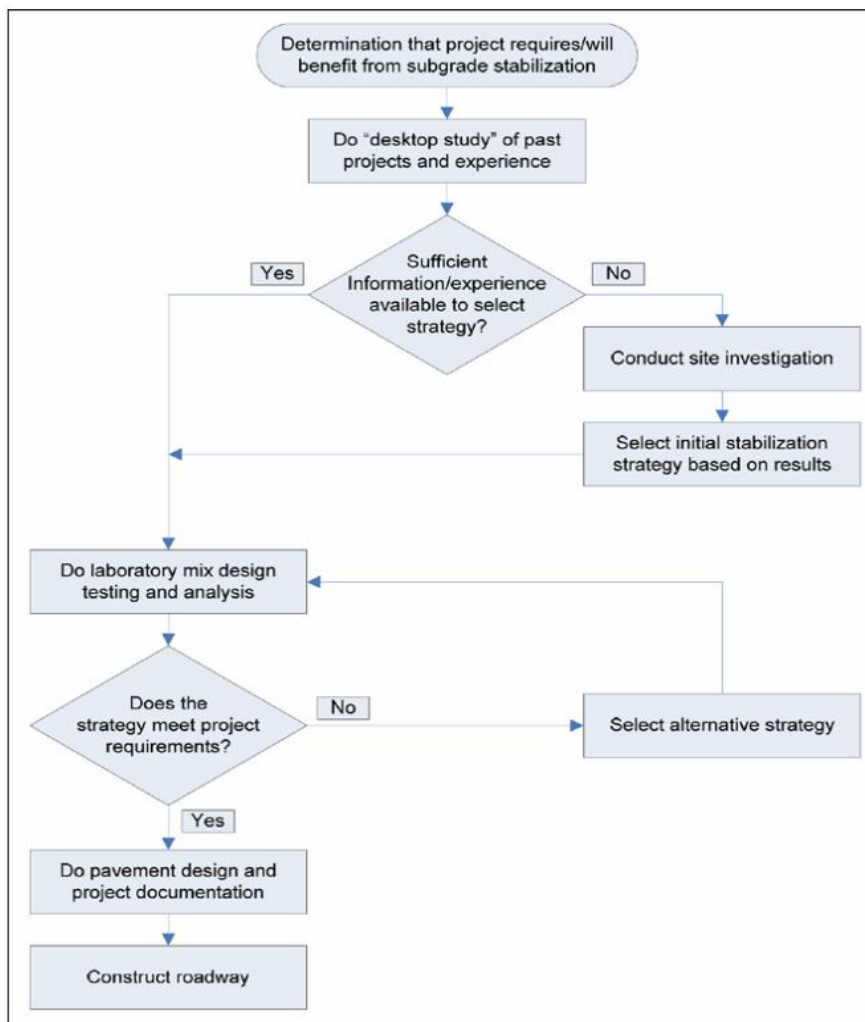 Determination that project requires/will
benefit from subgrade stabilization
Do “desktop study” of past
projects and experience
Sufficient
Information/experience
available to select
strategy?
Yes
No
Conduct site investigation
Select initial stabilization
strategy based on results
Do laboratory mix design
testing and analysis
Does the
strategy meet project
requirements?
No
Select alternative strategy
Yes
Do pavement design and
project documentation
Construct roadway